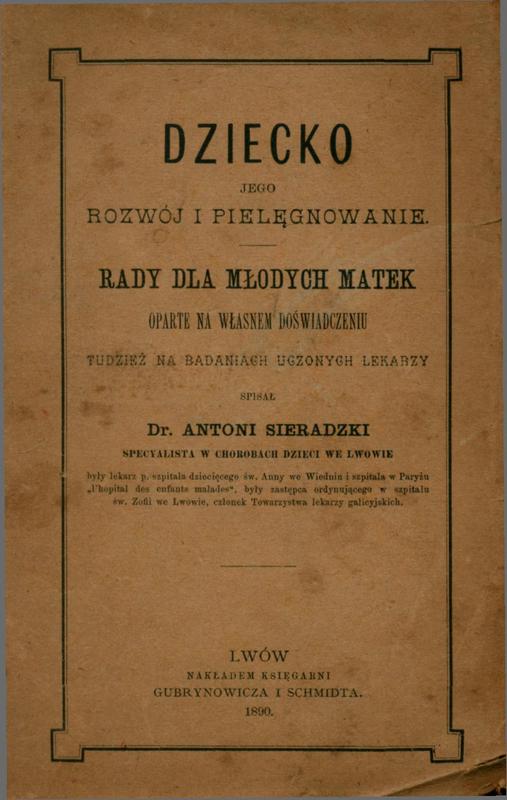 DZIECKO
JEGO
ROZWÓJ I PIELĘGNOWANIE.
RADY DLA MŁODYCH MATEK
OPARTE NA WŁASNEM DOŚWIADCZENIU
TUDZIEŻ NA BADANIACH UCZONYCH LEKARZY
SPISAŁ
Dr. ANTONI SIERADZKI
SPECYALISTA W CHOROBACH DZIECI WE LWOWIE
były lekarz p. szpitala dziecięcego św. Anny we Wiedniu i szpitala w Paryżu
„l'hopital des enfants malades“, były zastępca ordynującego w szpitalu
św. Zofii we Lwowie, członek Towarzystwa lekarzy galicyjskich.
LWÓW
NAKŁADEM KSIĘGARNI
GUBRYNOWICZA I SCHMIDTA.
1890.